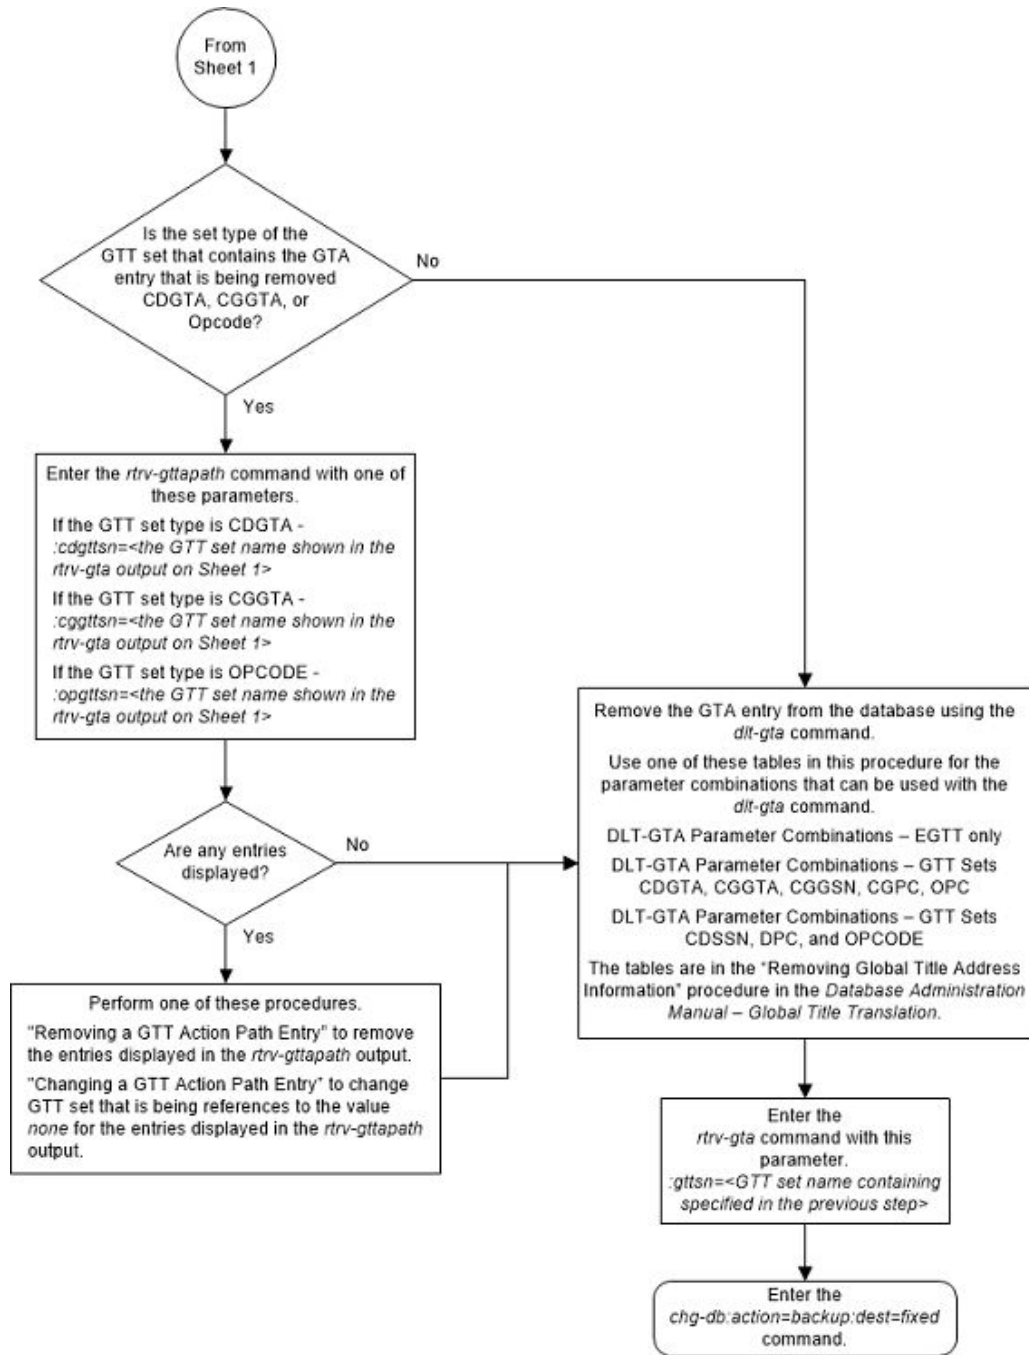 From
Sheet 1
Is the set type of the
GTT set that contains the GTA
entry that is being removed
CDGTA, CGGTA, or
Opcode?
No
Yes
Enter the rtrv-gttapath command with one of
these parameters.
If the GTT set type is CDGTA -
:cdgttsn=<the GTT set name shown in the
rtrv-gta output on Sheet 1>
If the GTT set type is CGGTA -
:cggttsn=<the GTT set name shown in the
rtrv-gta output on Sheet 1>
If the GTT set type is OPCODE -
:opgttsn=<the GTT set name shown in the
rtrv-gta output on Sheet 1>
Are any entries
displayed?
No
Yes
Perform one of these procedures.
"Removing a GTT Action Path Entry" to remove
the entries displayed in the rtrv-gttapath output.
"Changing a GTT Action Path Entry" to change
GTT set that is being references to the value
none for the entries displayed in the rtrv-gttapath
output.
Remove the GTA entry from the database using the
dlt-gta command.
Use one of these tables in this procedure for the
parameter combinations that can be used with the
dlt-gta command.
DLT-GTA Parameter Combinations – EGTT only
DLT-GTA Parameter Combinations – GTT Sets
CDGTA, CGGTA, CGGSN, CGPC, OPC
DLT-GTA Parameter Combinations – GTT Sets
CDSSN, DPC, and OPCODE
The tables are in the "Removing Global Title Address
Information" procedure in the Database Administration
Manual – Global Title Translation.
Enter the
rtrv-gta command with this
parameter.
:gttsn=<GTT set name containing
specified in the previous step>
Enter the
chg-db:action=backup:dest=fixed
command.